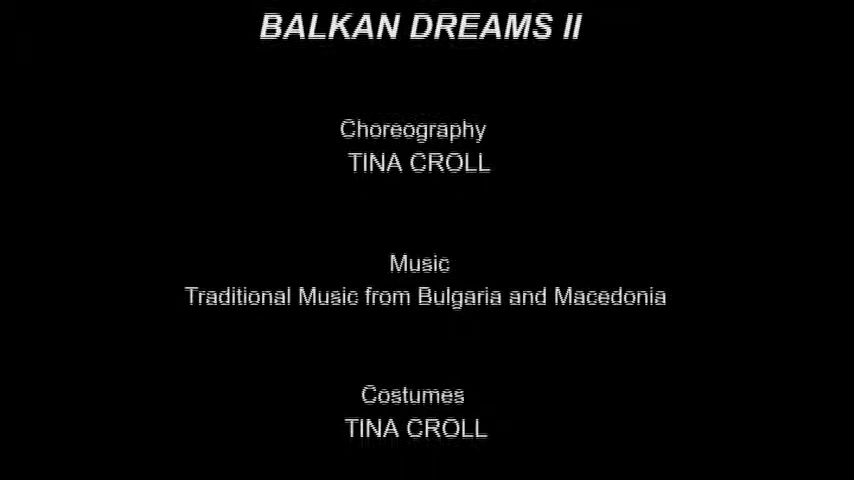 BALKAN DREAMS II
Choreography
TINA CROLL
Music
Traditional Music from Bulgaria and Macedonia
Costumes
TINA CROLL